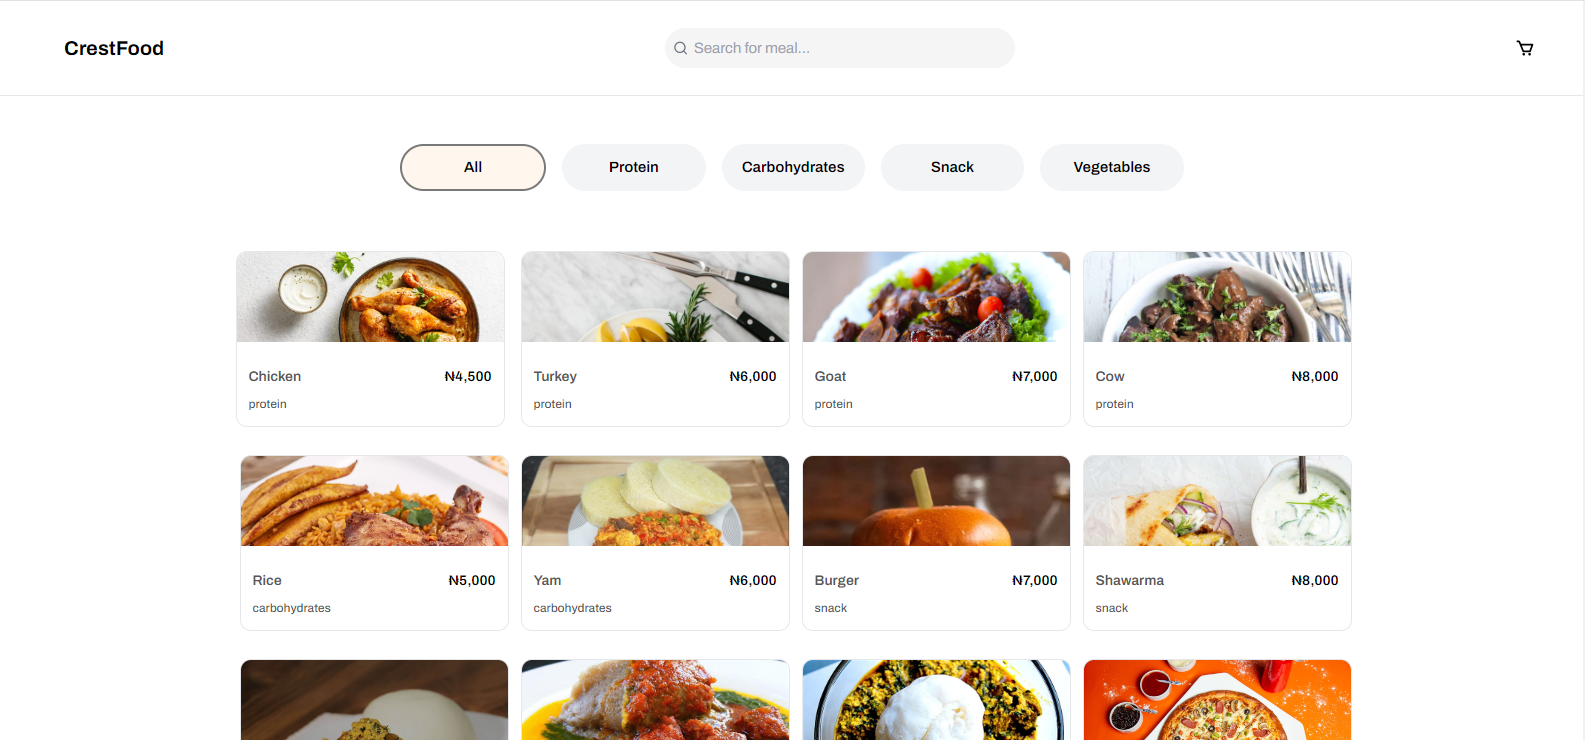 CrestFood
Search for meal...
All
Protein
Carbohydrates
Snack
Vegetables
Chicken ₦4,500
protein
Turkey ₦6,000
protein
Goat ₦7,000
protein
Cow ₦8,000
protein
Rice ₦5,000
carbohydrates
Yam ₦6,000
carbohydrates
Burger ₦7,000
snack
Shawarma ₦8,000
snack